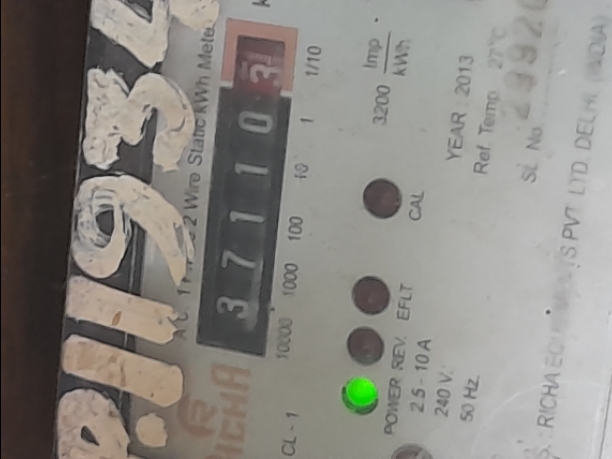 2 Wire Static kWh Meter
3 7 1 1 0 3
10000 1000 100 10 1 1/10
3200 Imp/kWh
CAL
EFLT
REV.
POWER
YEAR : 2013
Ref. Temp. 27°C
Sl. No.
2.5 - 10 A
240 V.
50 Hz.
RICHA
CL - 1
PVT. LTD. DELHI (INDIA)